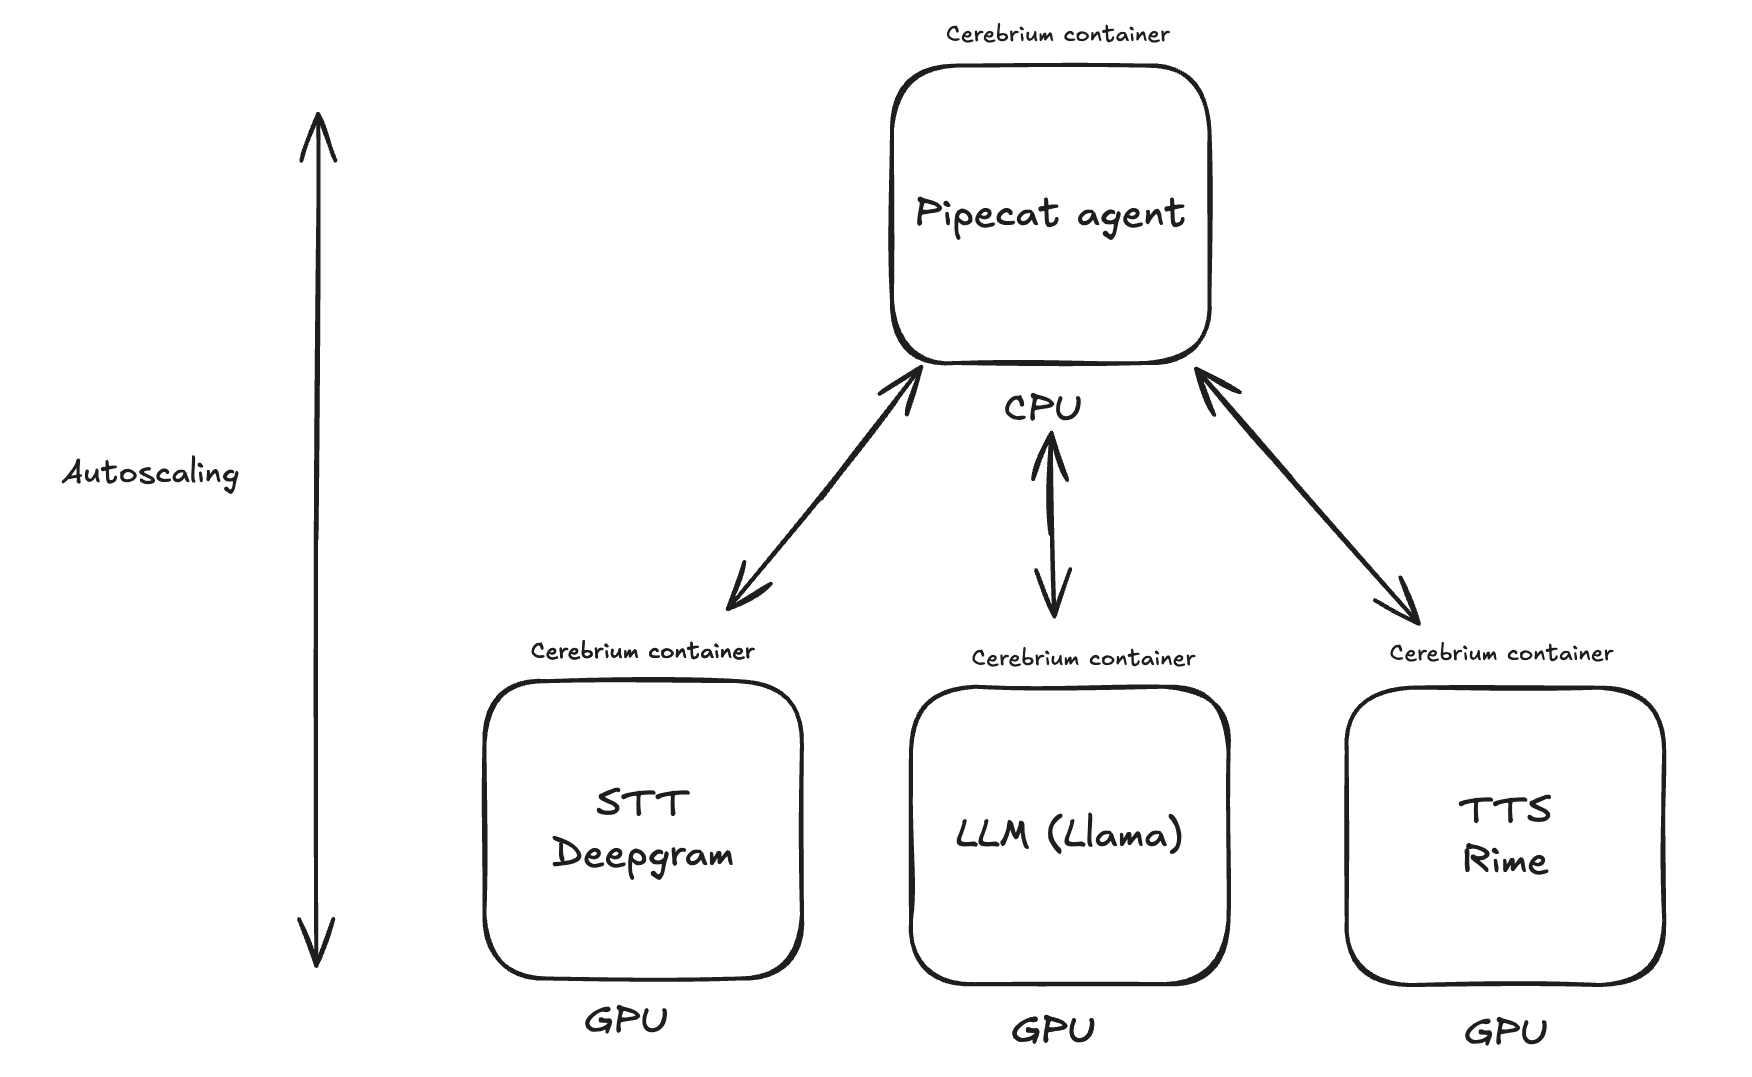 Cerebrium container
Pipecat agent
CPU
Autoscaling
Cerebrium container
STT
Deepgram
GPU
Cerebrium container
LLM (Llama)
GPU
Cerebrium container
TTS
Rime
GPU